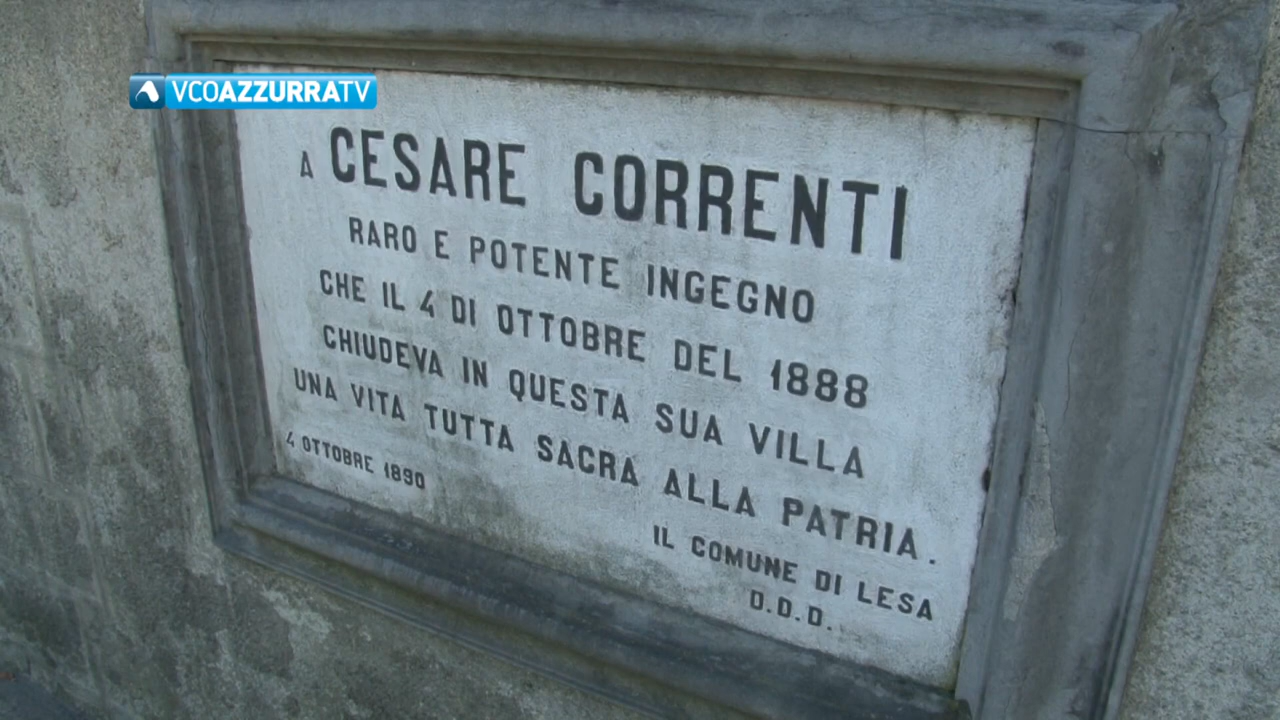 VCOAZZURRATV
A CESARE CORRENTI
RARO E POTENTE INGEGNO
CHE IL 4 DI OTTOBRE DEL 1888
CHIUDEVA IN QUESTA SUA VILLA
UNA VITA TUTTA SACRA ALLA PATRIA.
4 OTTOBRE 1890
IL COMUNE DI LESA
D.D.D.